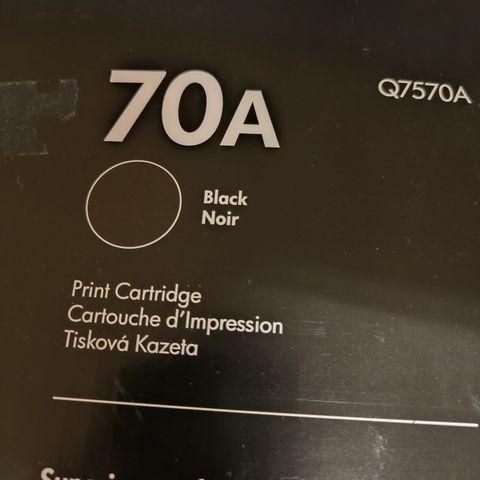 70A
Q7570A
Black
Noir
Print Cartridge
Cartouche d'Impression
Tisková Kazeta